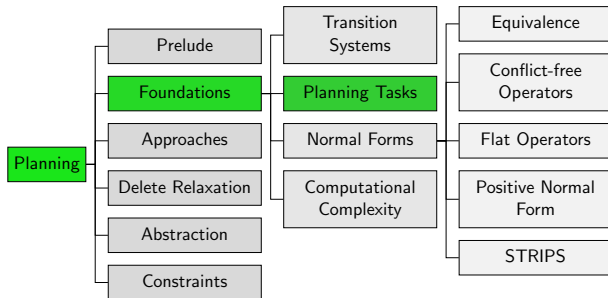 Planning
Prelude
Foundations
Approaches
Delete Relaxation
Abstraction
Constraints
Transition
Systems
Planning Tasks
Normal Forms
Computational
Complexity
Equivalence
Conflict-free
Operators
Flat Operators
Positive Normal
Form
STRIPS